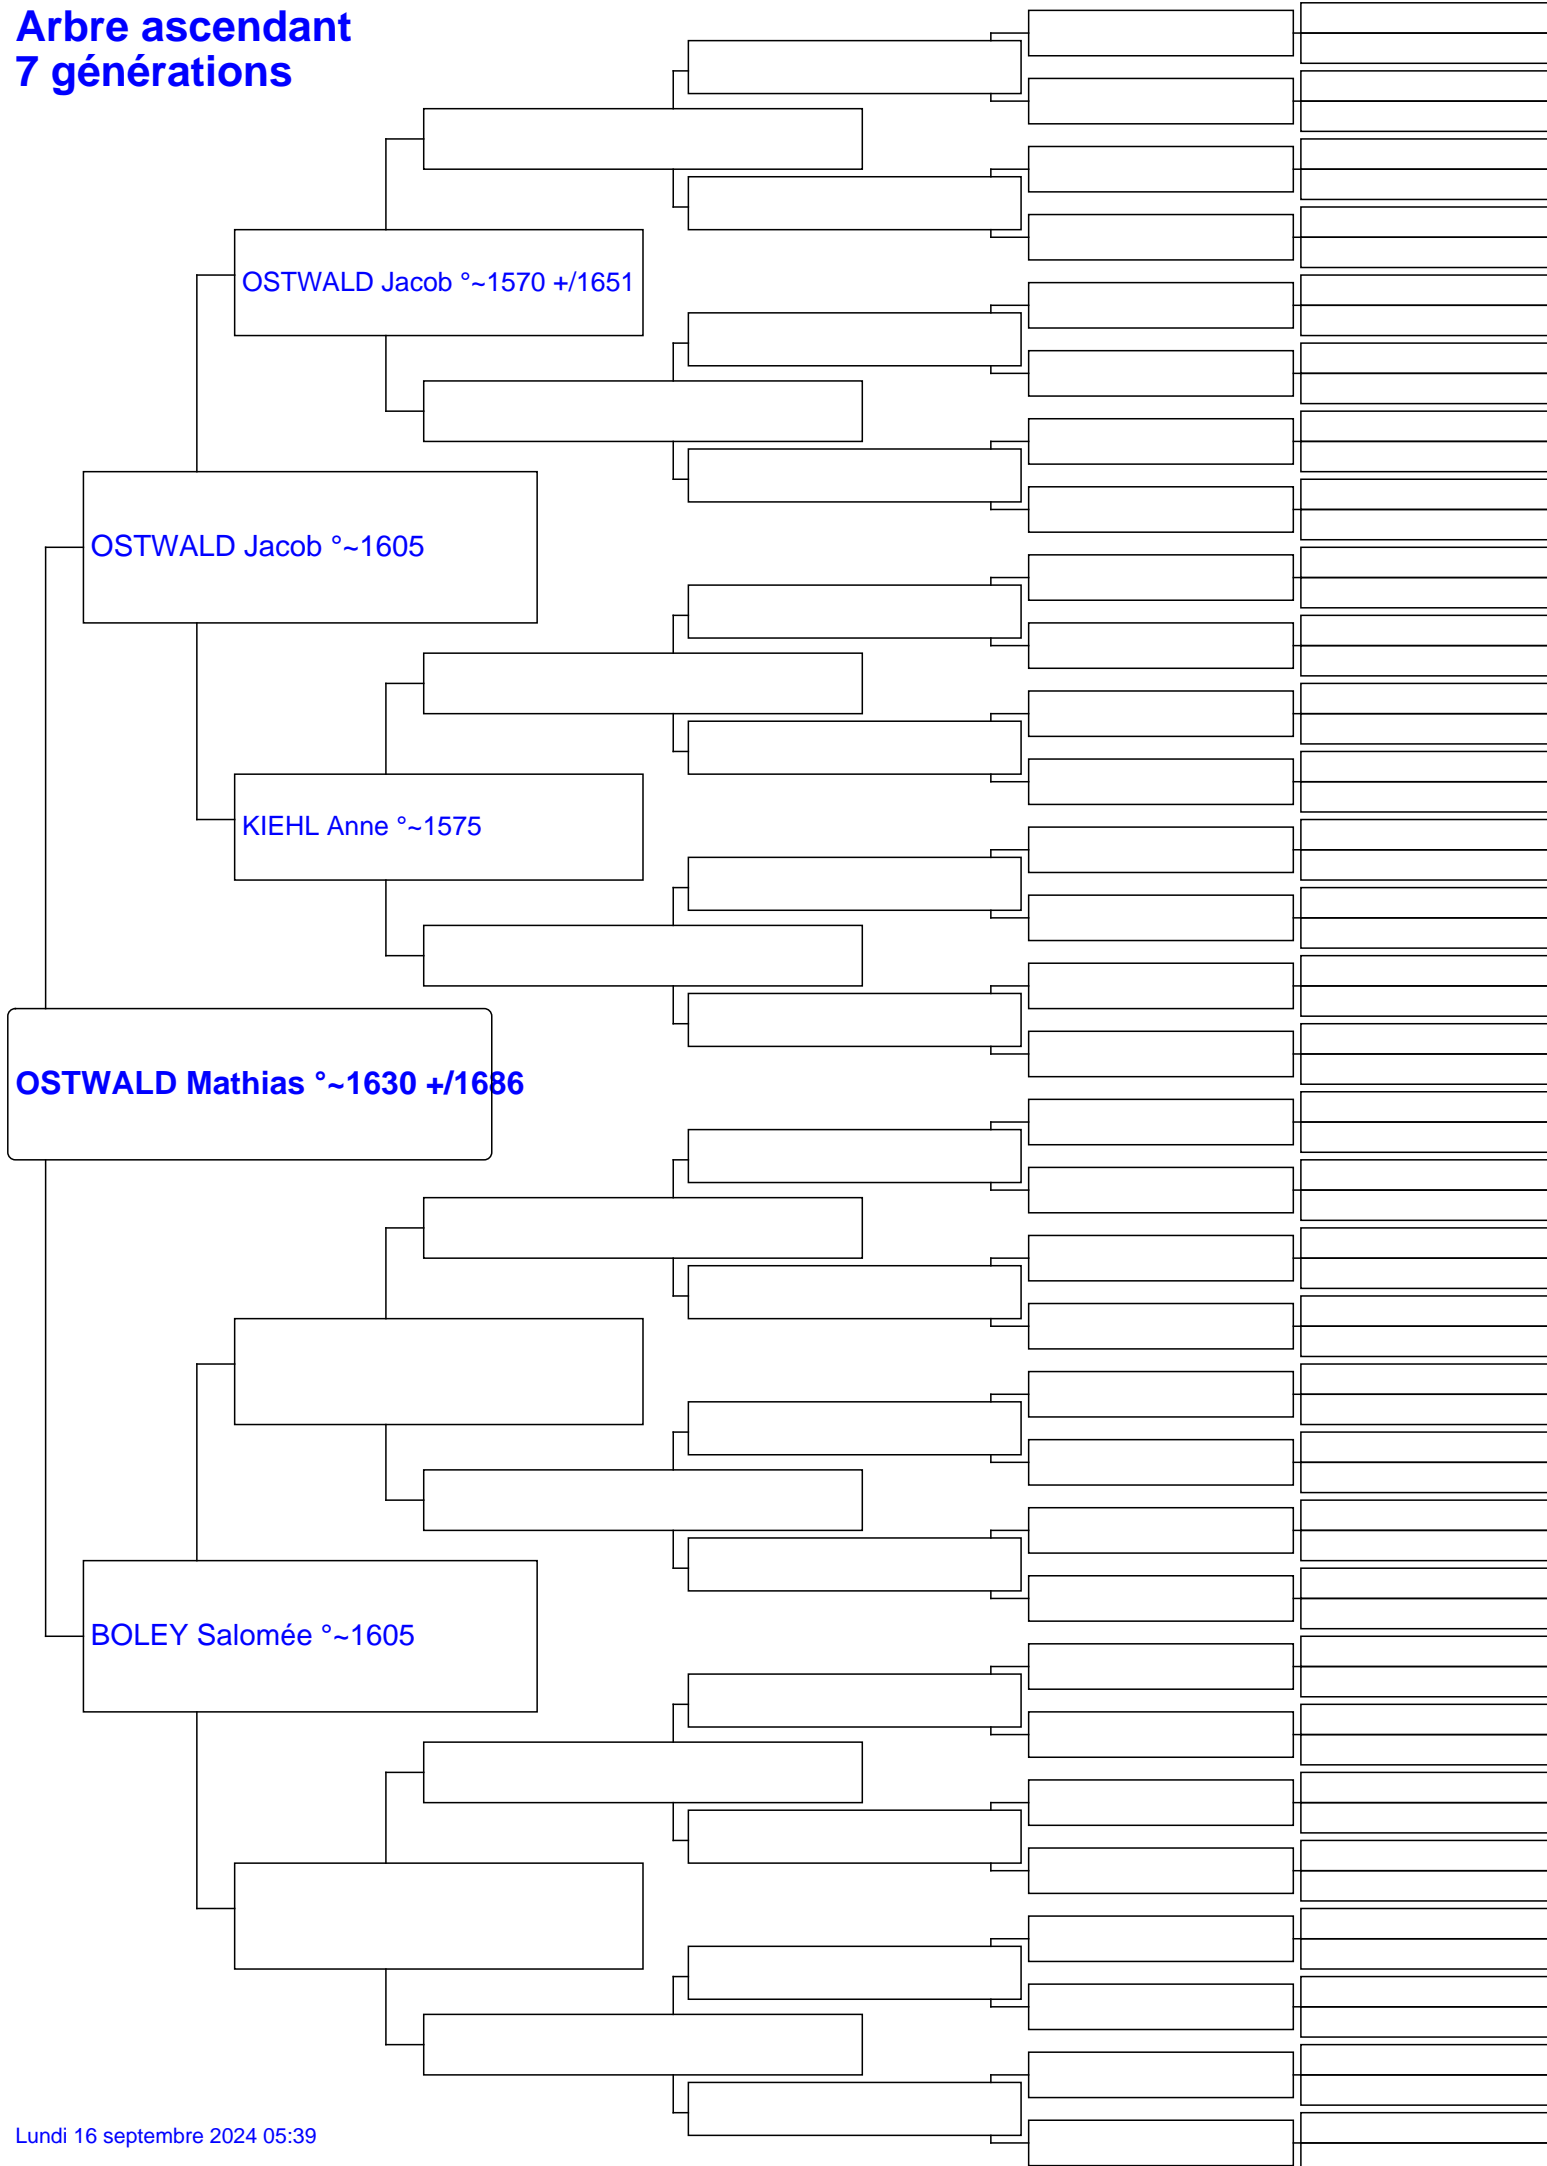 Arbre ascendant
7 générations
OSTWALD Jacob °~1570 +/1651
OSTWALD Jacob °~1605
KIEHL Anne °~1575
OSTWALD Mathias °~1630 +/1686
BOLEY Salomée °~1605
Lundi 16 septembre 2024 05:39